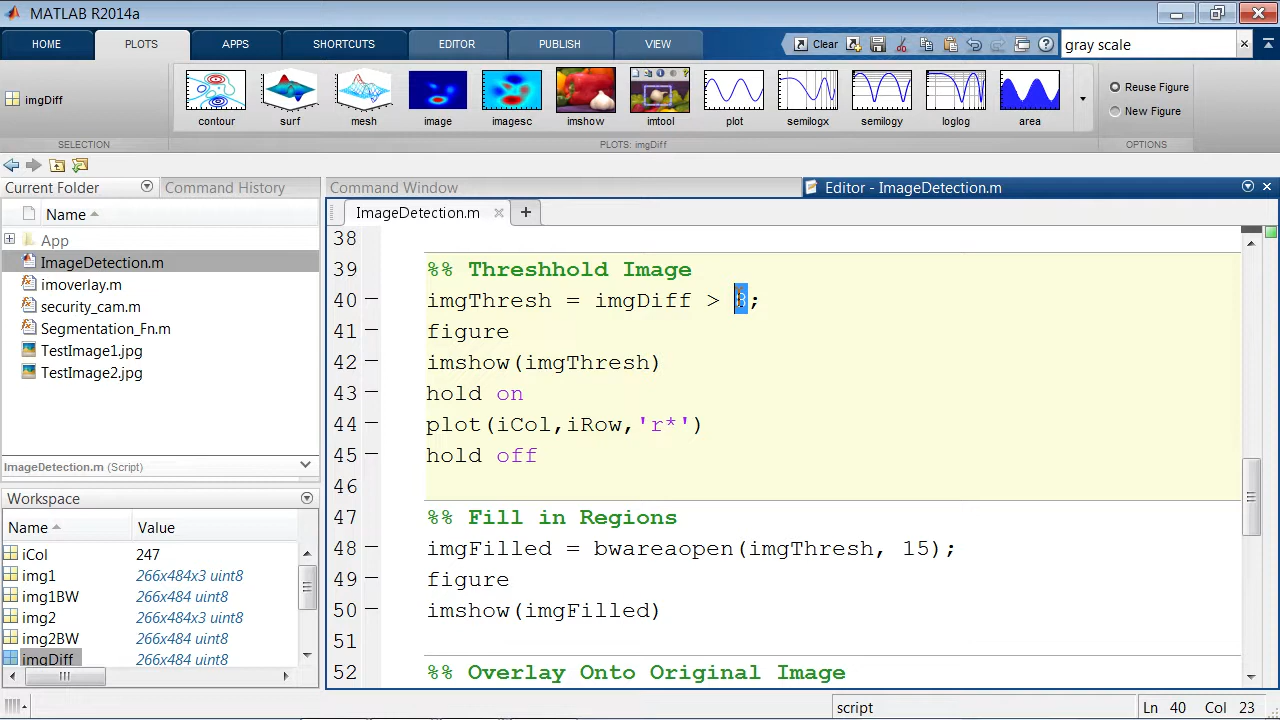 MATLAB R2014a
HOME PLOTS APPS SHORTCUTS EDITOR PUBLISH VIEW Clear gray scale
imgDiff
contour surf mesh image imagesc imshow imtool plot semilogx semilogy loglog area
Reuse Figure
New Figure
SELECTION PLOTS: imgDiff OPTIONS
Current Folder Command History
Name
App
ImageDetection.m
imoverlay.m
security_cam.m
Segmentation_Fn.m
TestImage1.jpg
TestImage2.jpg
ImageDetection.m (Script)
Workspace
Name Value
iCol 247
img1 266x484x3 uint8
img1BW 266x484 uint8
img2 266x484x3 uint8
img2BW 266x484 uint8
imgDiff 266x484 uint8
Command Window Editor - ImageDetection.m
ImageDetection.m
38
39 %% Threshhold Image
40 imgThresh = imgDiff > 8;
41 figure
42 imshow(imgThresh)
43 hold on
44 plot(iCol,iRow,'r*')
45 hold off
46
47 %% Fill in Regions
48 imgFilled = bwareaopen(imgThresh, 15);
49 figure
50 imshow(imgFilled)
51
52 %% Overlay Onto Original Image
script Ln 40 Col 23